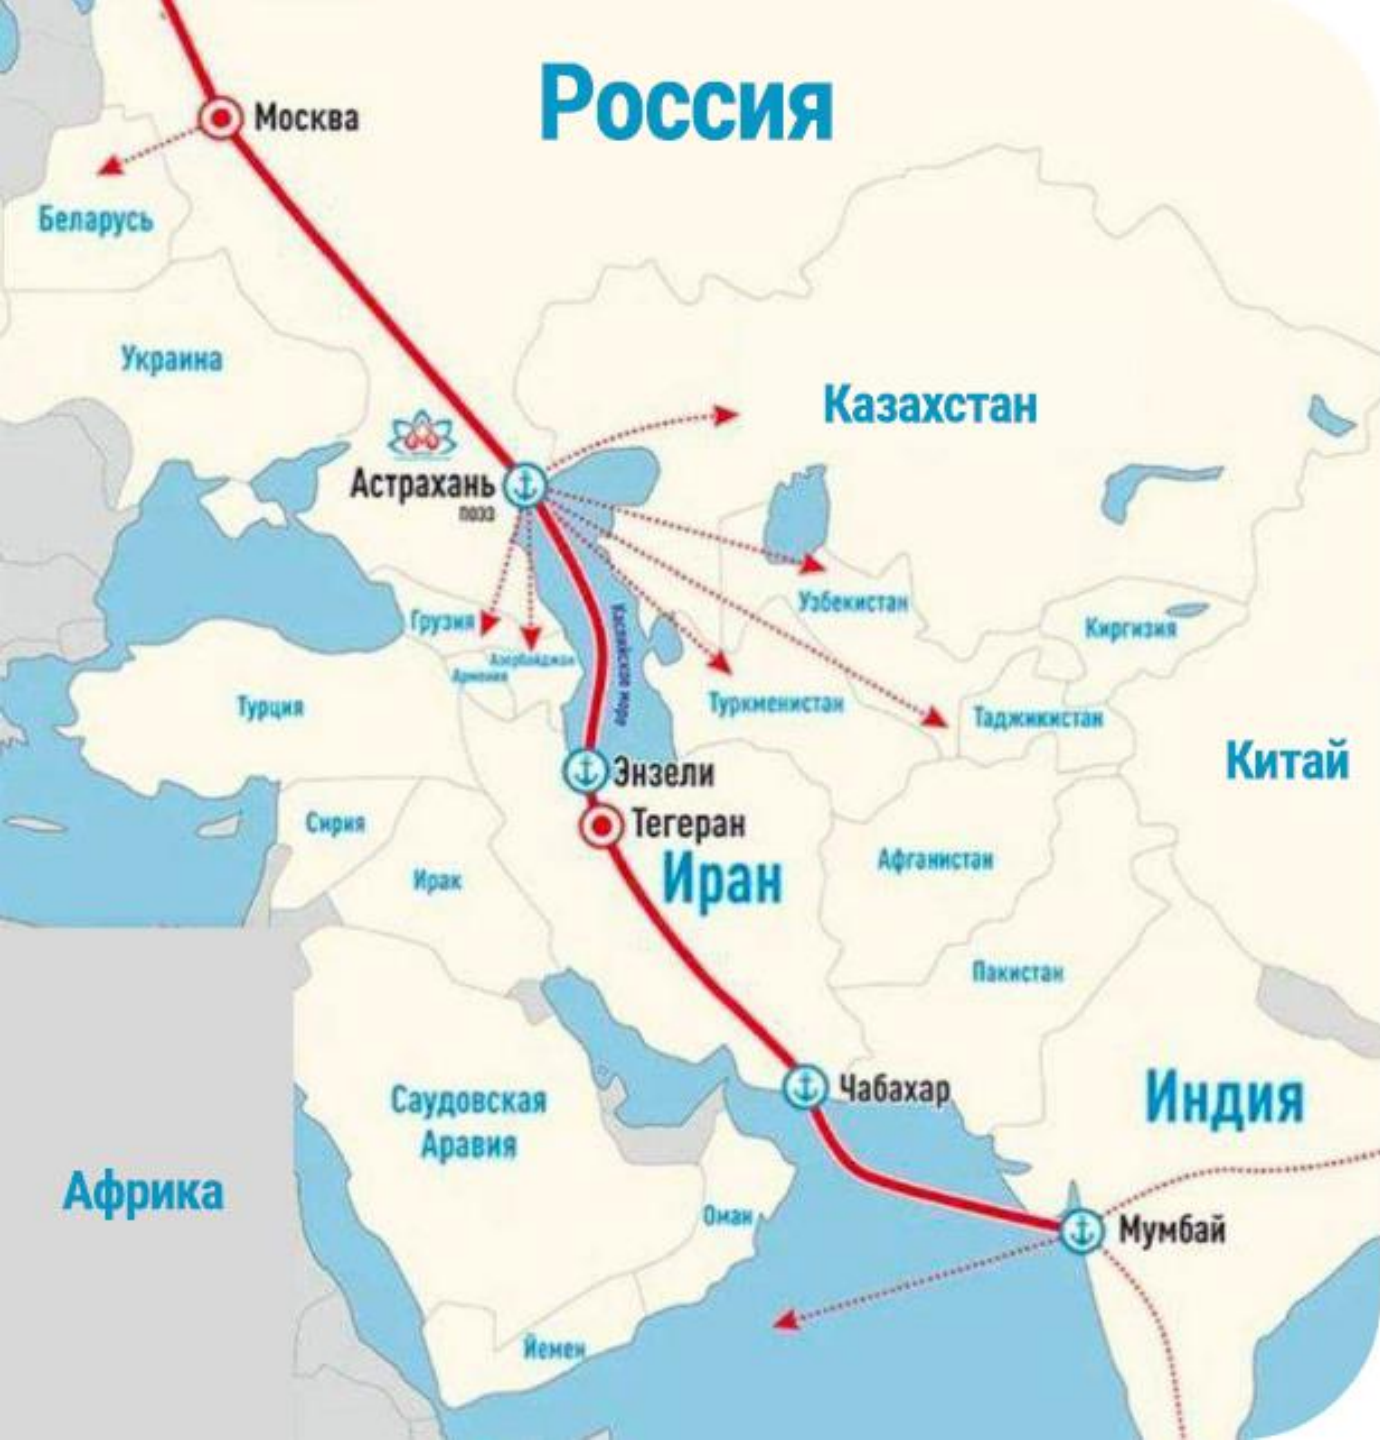 Россия
Москва
Беларусь
Украина
Казахстан
Астрахань
ПОЭЗ
Узбекистан
Грузия
Киргизия
Азербайджан
Армения
Каспийское море
Турция
Туркменистан
Таджикистан
Китай
Энзели
Тегеран
Сирия
Иран
Афганистан
Ирак
Пакистан
Чабахар
Индия
Саудовская
Аравия
Африка
Оман
Мумбай
Йемен